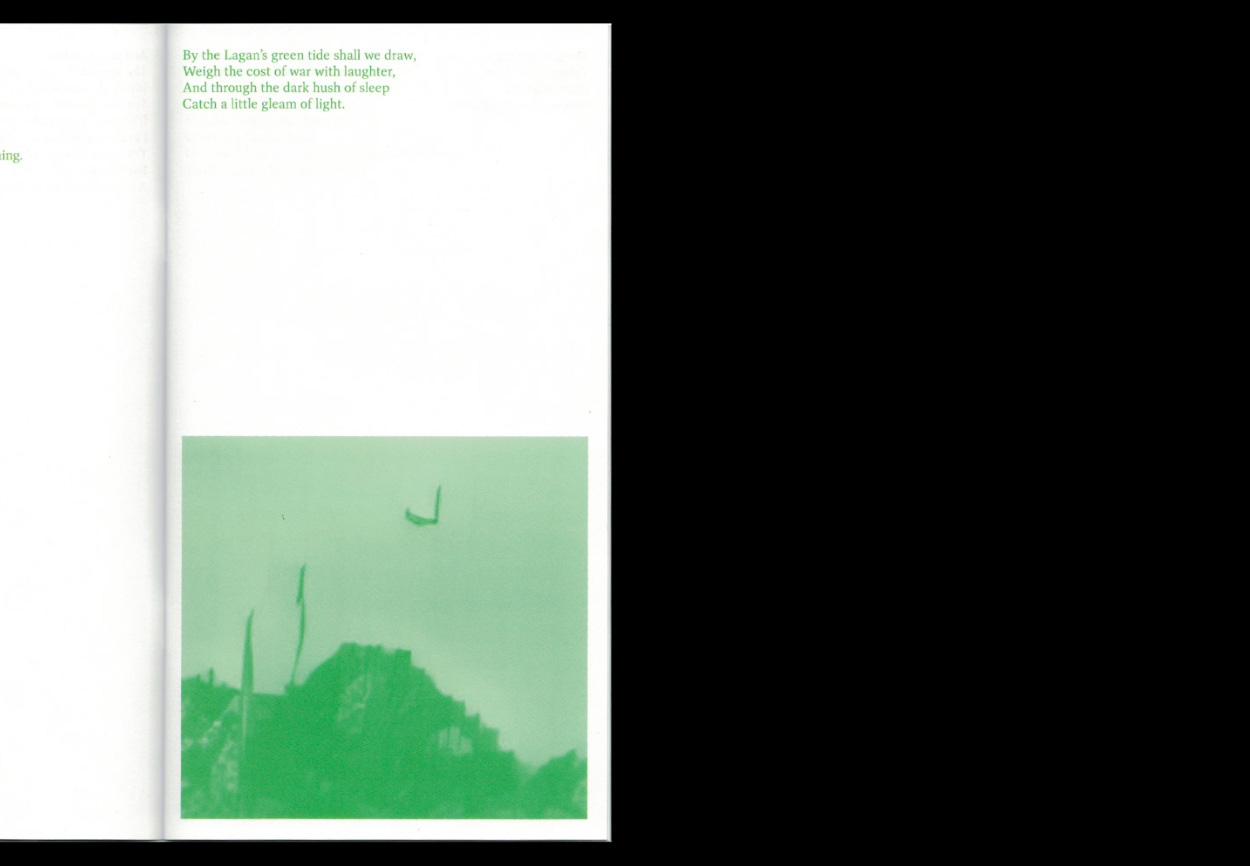 By the Lagan's green tide shall we draw,
Weigh the cost of war with laughter,
And through the dark hush of sleep
Catch a little gleam of light.